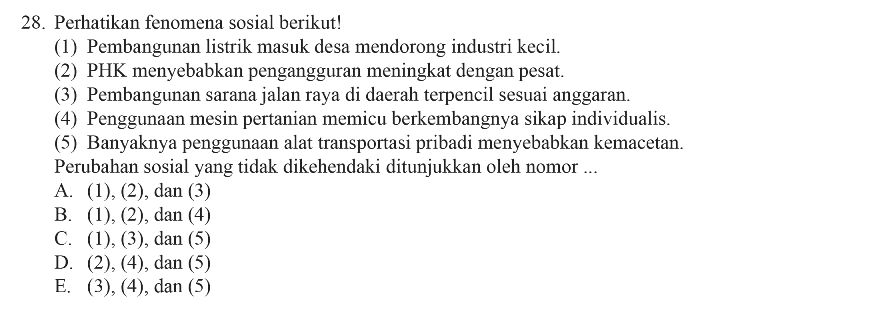 28. Perhatikan fenomena sosial berikut!
(1) Pembangunan listrik masuk desa mendorong industri kecil.
(2) PHK menyebabkan pengangguran meningkat dengan pesat.
(3) Pembangunan sarana jalan raya di daerah terpencil sesuai anggaran.
(4) Penggunaan mesin pertanian memicu berkembangnya sikap individualis.
(5) Banyaknya penggunaan alat transportasi pribadi menyebabkan kemacetan.
Perubahan sosial yang tidak dikehendaki ditunjukkan oleh nomor ...
A. (1), (2), dan (3)
B. (1), (2), dan (4)
C. (1), (3), dan (5)
D. (2), (4), dan (5)
E. (3), (4), dan (5)